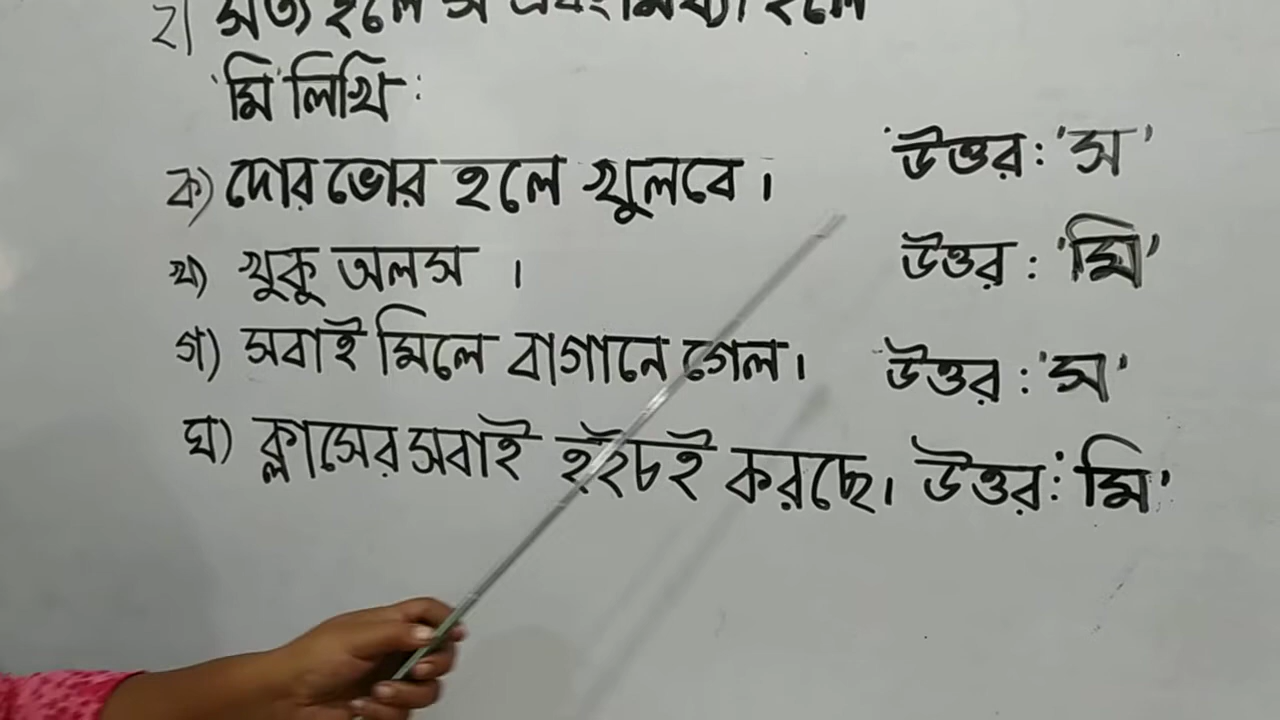 ২) সত্য হলে 'স' এবং মিথ্যা হলে
'মি' লিখি :
ক) দোর ভোর হলে খুলবে। উত্তর : 'স'
খ) খুকু অলস । উত্তর : 'মি'
গ) সবাই মিলে বাগানে গেল। উত্তর : 'স'
ঘ) ক্লাসের সবাই হইচই করছে। উত্তর : 'মি'